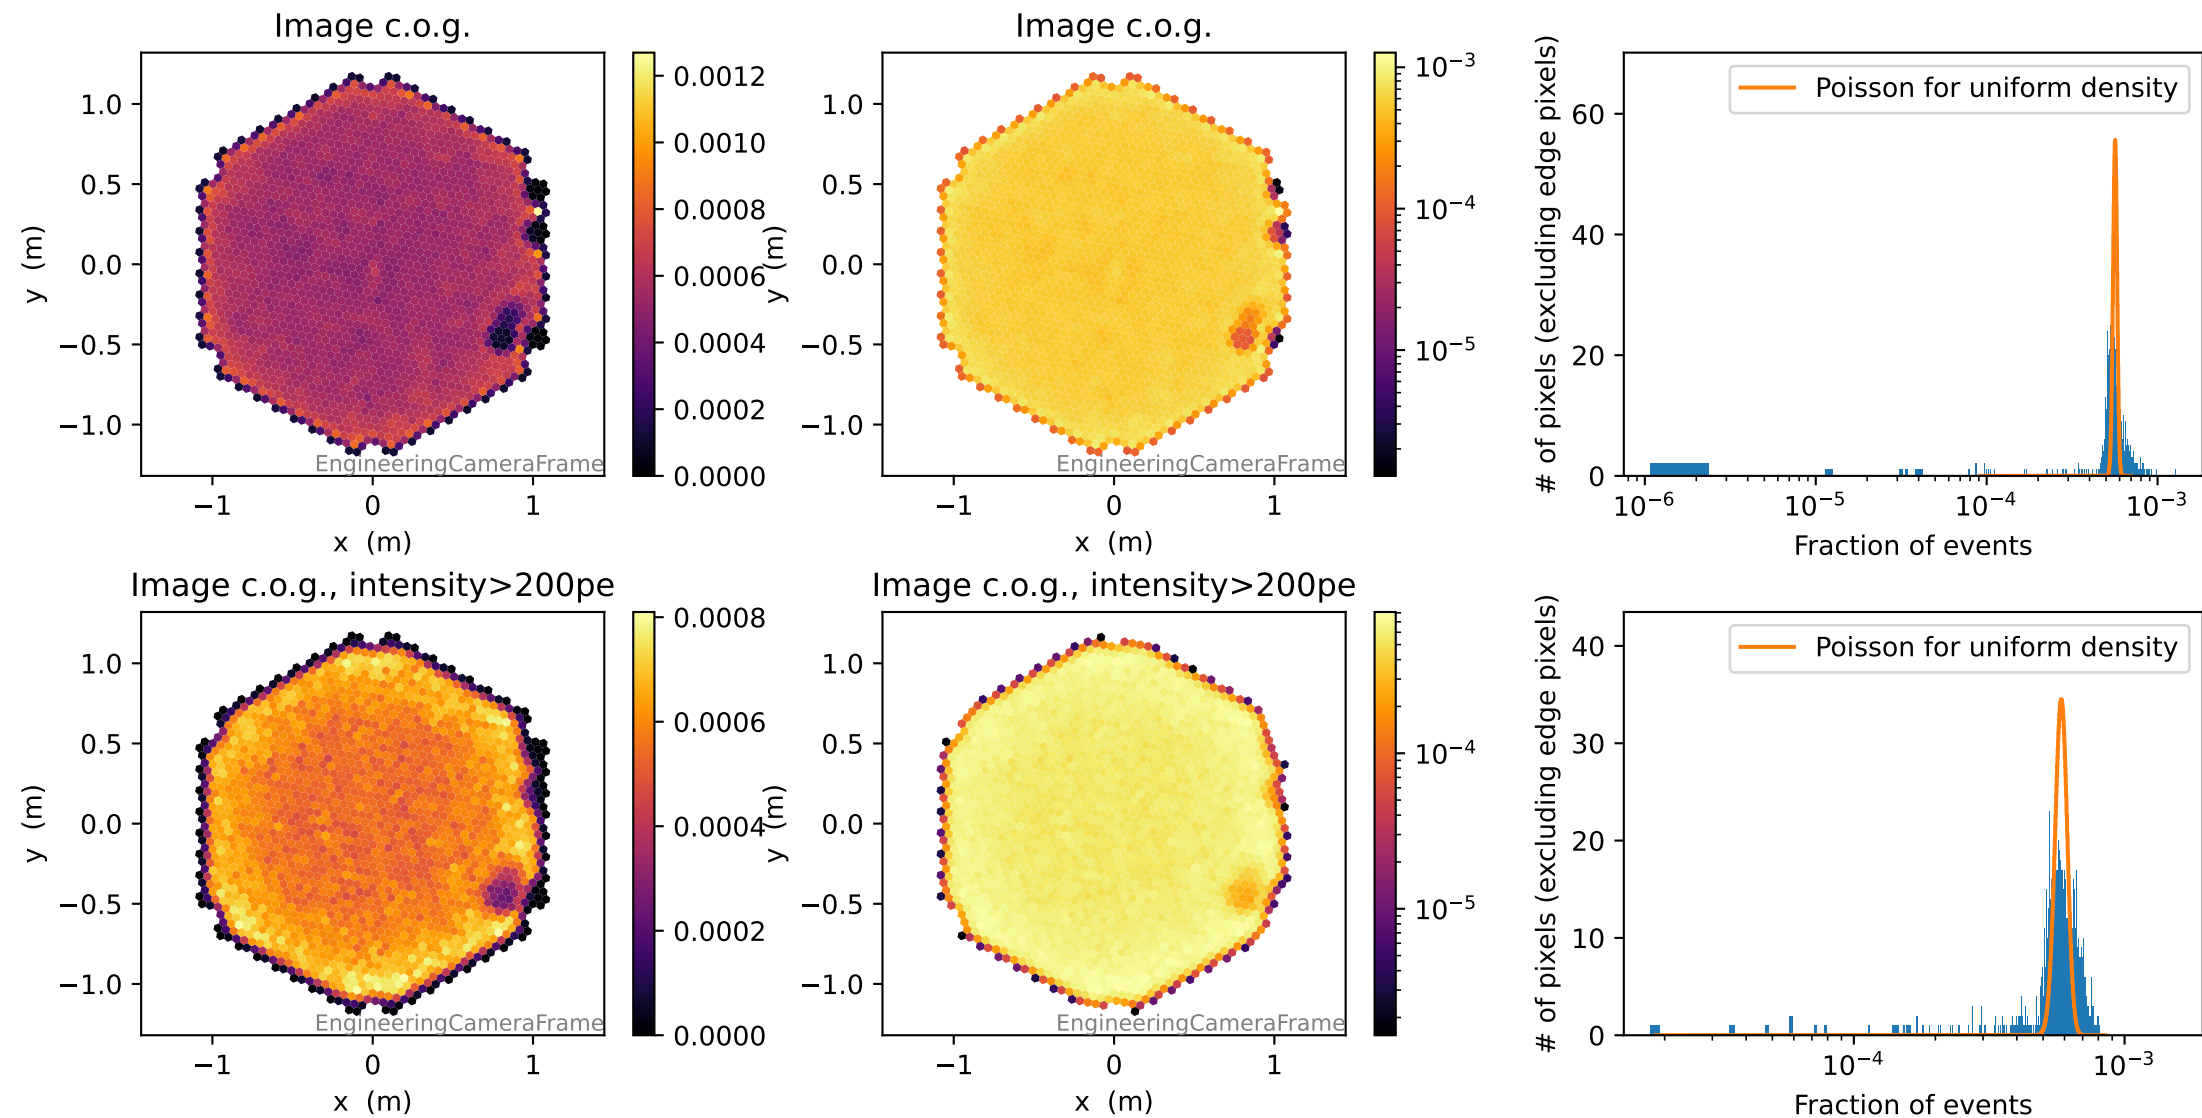 Image c.o.g.
1.0
0.5
0.0
−0.5
−1.0
y (m)
−1
0
1
x (m)
EngineeringCameraFrame
0.0012
0.0010
0.0008
0.0006
0.0004
0.0002
0.0000
Image c.o.g.
1.0
0.5
0.0
−0.5
−1.0
y (m)
−1
0
1
x (m)
EngineeringCameraFrame
10⁻³
10⁻⁴
10⁻⁵
Poisson for uniform density
# of pixels (excluding edge pixels)
60
40
20
0
10⁻⁶
10⁻⁵
10⁻⁴
10⁻³
Fraction of events
Image c.o.g., intensity>200pe
1.0
0.5
0.0
−0.5
−1.0
y (m)
−1
0
1
x (m)
EngineeringCameraFrame
0.0008
0.0006
0.0004
0.0002
0.0000
Image c.o.g., intensity>200pe
1.0
0.5
0.0
−0.5
−1.0
y (m)
−1
0
1
x (m)
EngineeringCameraFrame
10⁻⁴
10⁻⁵
Poisson for uniform density
# of pixels (excluding edge pixels)
40
30
20
10
0
10⁻⁴
10⁻³
Fraction of events